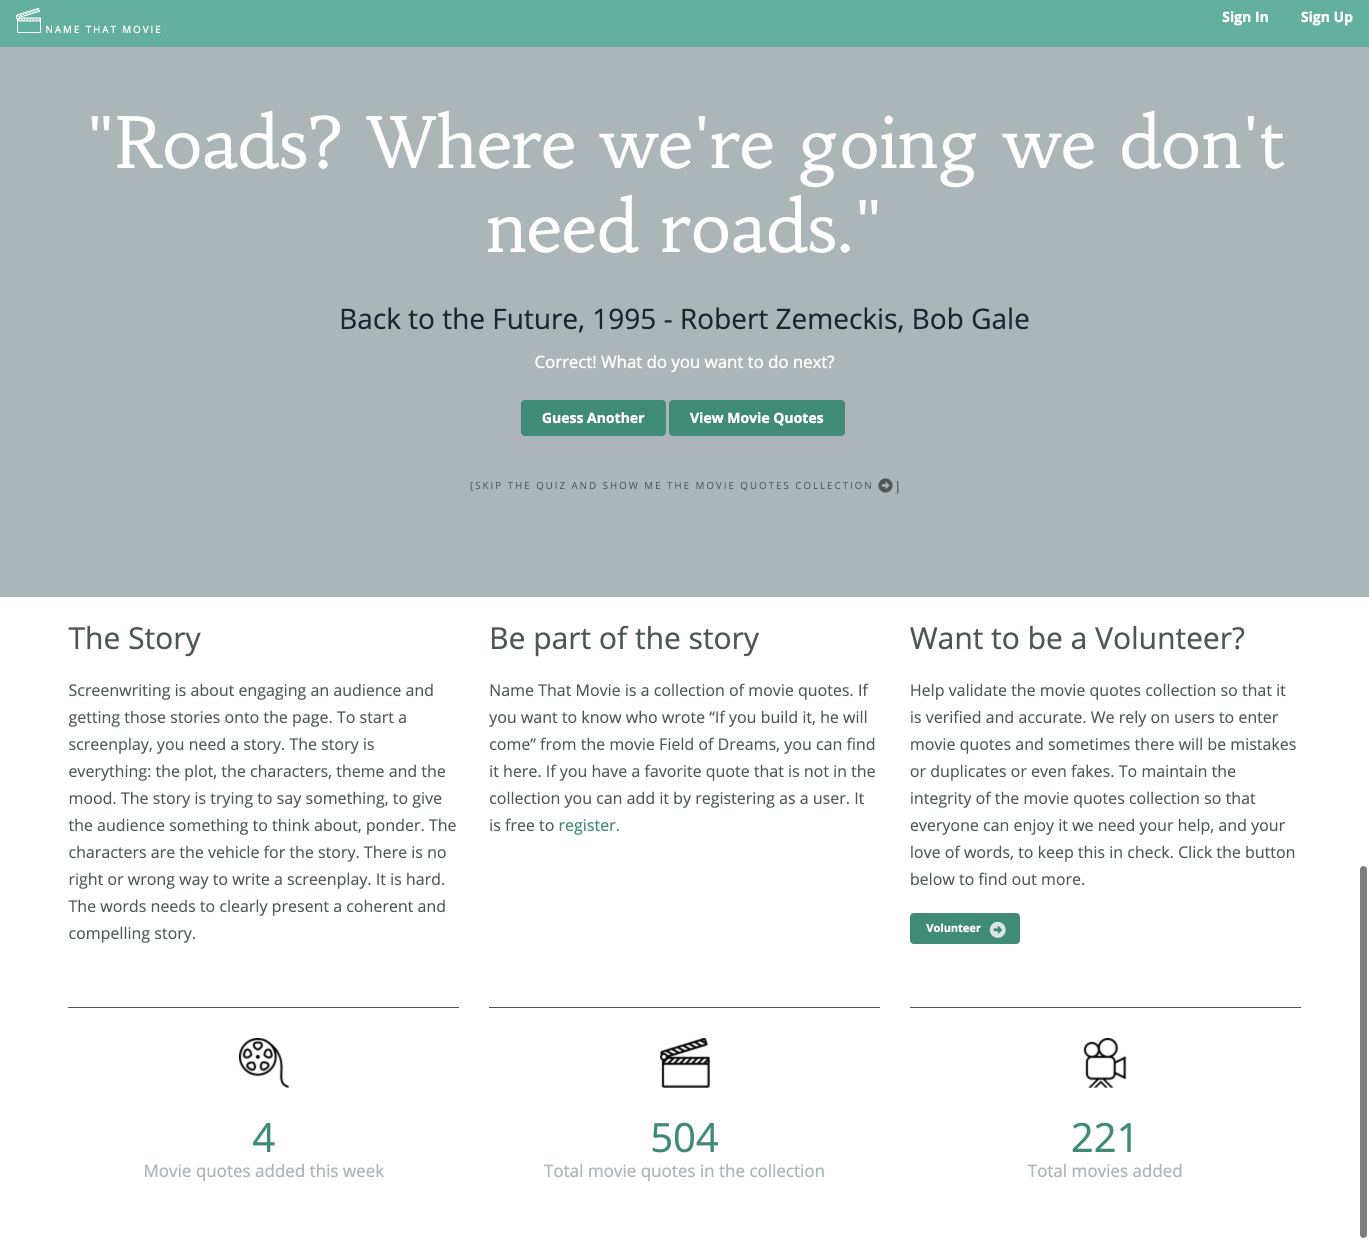 NAME THAT MOVIE
Sign In
Sign Up
"Roads? Where we're going we don't
need roads."
Back to the Future, 1995 - Robert Zemeckis, Bob Gale
Correct! What do you want to do next?
Guess Another
View Movie Quotes
[SKIP THE QUIZ AND SHOW ME THE MOVIE QUOTES COLLECTION ]
The Story
Screenwriting is about engaging an audience and
getting those stories onto the page. To start a
screenplay, you need a story. The story is
everything: the plot, the characters, theme and the
mood. The story is trying to say something, to give
the audience something to think about, ponder. The
characters are the vehicle for the story. There is no
right or wrong way to write a screenplay. It is hard.
The words needs to clearly present a coherent and
compelling story.
Be part of the story
Name That Movie is a collection of movie quotes. If
you want to know who wrote “If you build it, he will
come” from the movie Field of Dreams, you can find
it here. If you have a favorite quote that is not in the
collection you can add it by registering as a user. It
is free to register.
Want to be a Volunteer?
Help validate the movie quotes collection so that it
is verified and accurate. We rely on users to enter
movie quotes and sometimes there will be mistakes
or duplicates or even fakes. To maintain the
integrity of the movie quotes collection so that
everyone can enjoy it we need your help, and your
love of words, to keep this in check. Click the button
below to find out more.
Volunteer
4
Movie quotes added this week
504
Total movie quotes in the collection
221
Total movies added